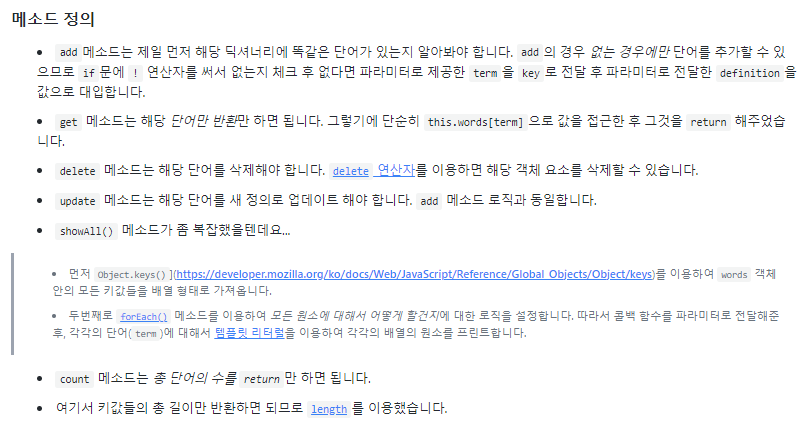 메소드 정의
add 메소드는 제일 먼저 해당 딕셔너리에 똑같은 단어가 있는지 알아봐야 합니다. add 의 경우 없는 경우에만 단어를 추가할 수 있
으므로 if 문에 ! 연산자를 써서 없는지 체크 후 없다면 파라미터로 제공한 term 을 key 로 전달 후 파라미터로 전달한 definition 을
값으로 대입합니다.
get 메소드는 해당 단어만 반환만 하면 됩니다. 그렇기에 단순히 this.words[term] 으로 값을 접근한 후 그것을 return 해주었습
니다.
delete 메소드는 해당 단어를 삭제해야 합니다. delete 연산자를 이용하면 해당 객체 요소를 삭제할 수 있습니다.
update 메소드는 해당 단어를 새 정의로 업데이트 해야 합니다. add 메소드 로직과 동일합니다.
showAll() 메소드가 좀 복잡했을텐데요...
먼저 Object.keys() ](https://developer.mozilla.org/ko/docs/Web/JavaScript/Reference/Global_Objects/Object/keys)를 이용하여 words 객체
안의 모든 키값들을 배열 형태로 가져옵니다.
두번째로 forEach() 메소드를 이용하여 모든 원소에 대해서 어떻게 할건지에 대한 로직을 설정합니다. 따라서 콜백 함수를 파라미터로 전달해준
후, 각각의 단어( term )에 대해서 템플릿 리터럴을 이용하여 각각의 배열의 원소를 프린트합니다.
count 메소드는 총 단어의 수를 return 만 하면 됩니다.
여기서 키값들의 총 길이만 반환하면 되므로 length 를 이용했습니다.